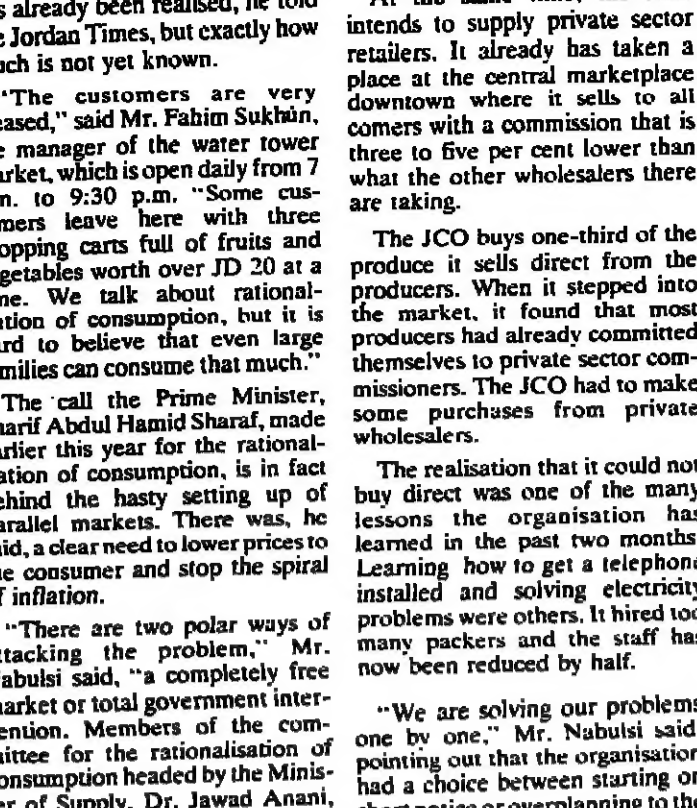 s already been realised, he told
e Jordan Times, but exactly how
uch is not yet known.
"The customers are very
eased," said Mr. Fahim Sukhun,
e manager of the water tower
arket, which is open daily from 7
n. to 9:30 p.m. "Some cus-
mers leave here with three
opping carts full of fruits and
getables worth over JD 20 at a
me. We talk about rational-
ation of consumption, but it is
ard to believe that even large
amilies can consume that much."
The call the Prime Minister,
harif Abdul Hamid Sharaf, made
arlier this year for the rational-
ation of consumption, is in fact
ehind the hasty setting up of
arallel markets. There was, he
aid, a clear need to lower prices to
e consumer and stop the spiral
f inflation.
"There are two polar ways of
ttacking the problem," Mr.
abulsi said, "a completely free
arket or total government inter-
ention. Members of the com-
ittee for the rationalisation of
onsumption headed by the Minis-
er of Supply, Dr. Jawad Anani,
intends to supply private sector
retailers. It already has taken a
place at the central marketplace
downtown where it sells to all
comers with a commission that is
three to five per cent lower than
what the other wholesalers there
are taking.
The JCO buys one-third of the
produce it sells direct from the
producers. When it stepped into
the market, it found that most
producers had already committed
themselves to private sector com-
missioners. The JCO had to make
some purchases from private
wholesalers.
The realisation that it could not
buy direct was one of the many
lessons the organisation has
learned in the past two months.
Learning how to get a telephone
installed and solving electricity
problems were others. It hired too
many packers and the staff has
now been reduced by half.
"We are solving our problems
one by one," Mr. Nabulsi said
pointing out that the organisation
had a choice between starting on
short notice or overplanning to the